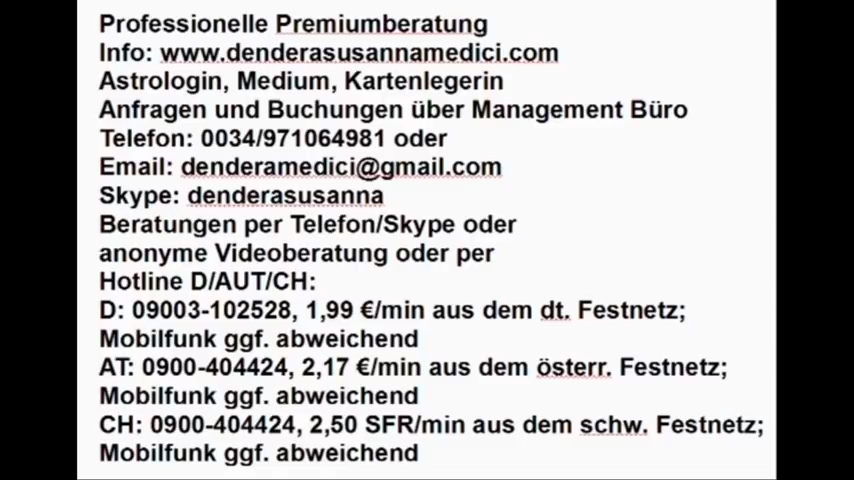 Professionelle Premiumberatung
Info: www.denderasusannamedici.com
Astrologin, Medium, Kartenlegerin
Anfragen und Buchungen über Management Büro
Telefon: 0034/971064981 oder
Email: denderamedici@gmail.com
Skype: denderasusanna
Beratungen per Telefon/Skype oder
anonyme Videoberatung oder per
Hotline D/AUT/CH:
D: 09003-102528, 1,99 €/min aus dem dt. Festnetz;
Mobilfunk ggf. abweichend
AT: 0900-404424, 2,17 €/min aus dem österr. Festnetz;
Mobilfunk ggf. abweichend
CH: 0900-404424, 2,50 SFR/min aus dem schw. Festnetz;
Mobilfunk ggf. abweichend